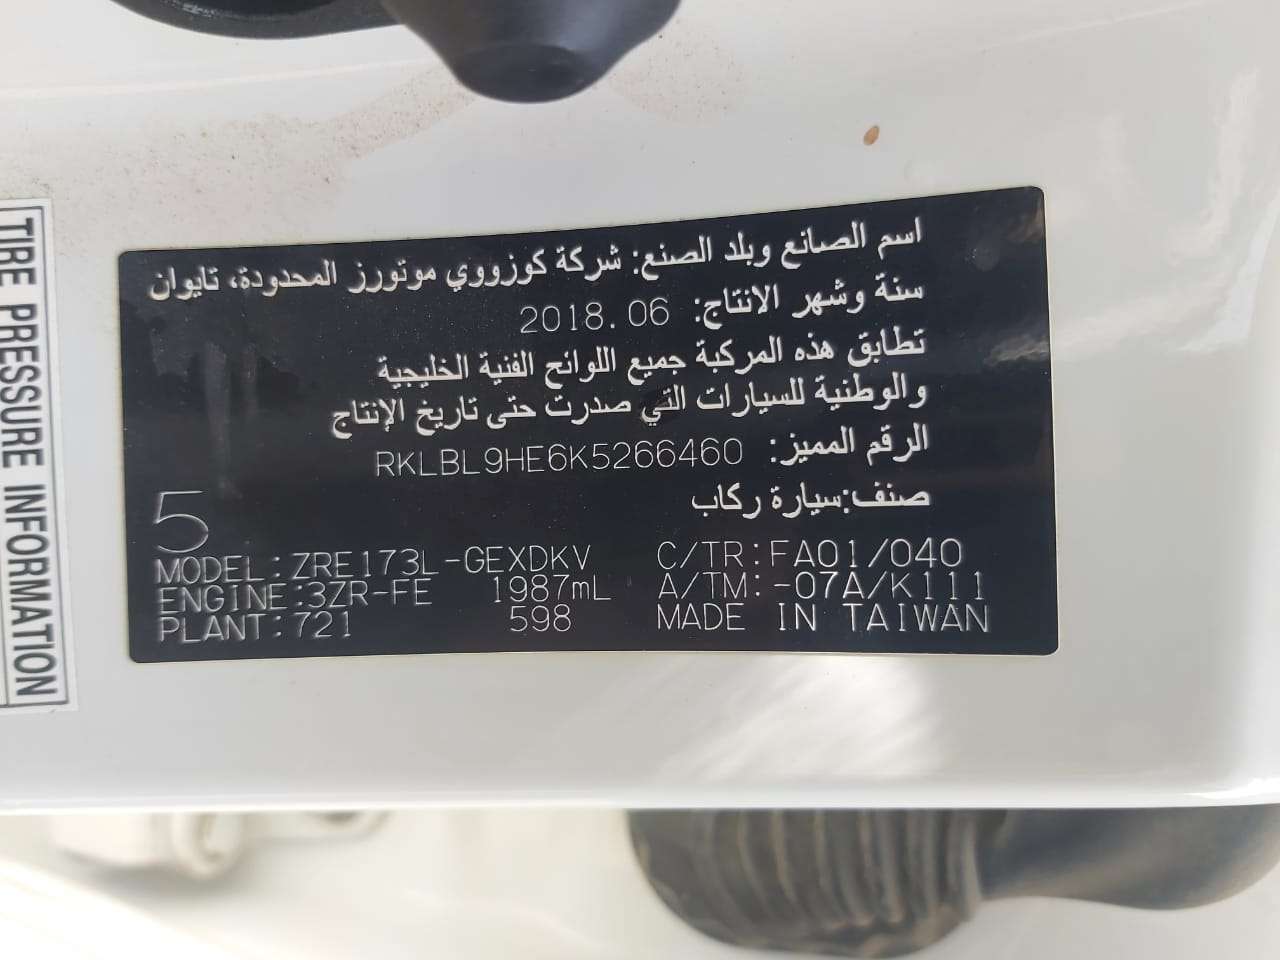 اسم الصانع وبلد الصنع: شركة كوزووي موتورز المحدودة، تايوان
سنة وشهر الانتاج: 2018.06
تطابق هذه المركبة جميع اللوائح الفنية الخليجية
والوطنية للسيارات التي صدرت حتى تاريخ الإنتاج
الرقم المميز: RKLBL9HE6K5266460
صنف:سيارة ركاب
5
MODEL:ZRE173L-GEXDKV C/TR:FA01/040
ENGINE:3ZR-FE 1987mL A/TM:-07A/K111
PLANT:721 598 MADE IN TAIWAN
TIRE PRESSURE INFORMATION